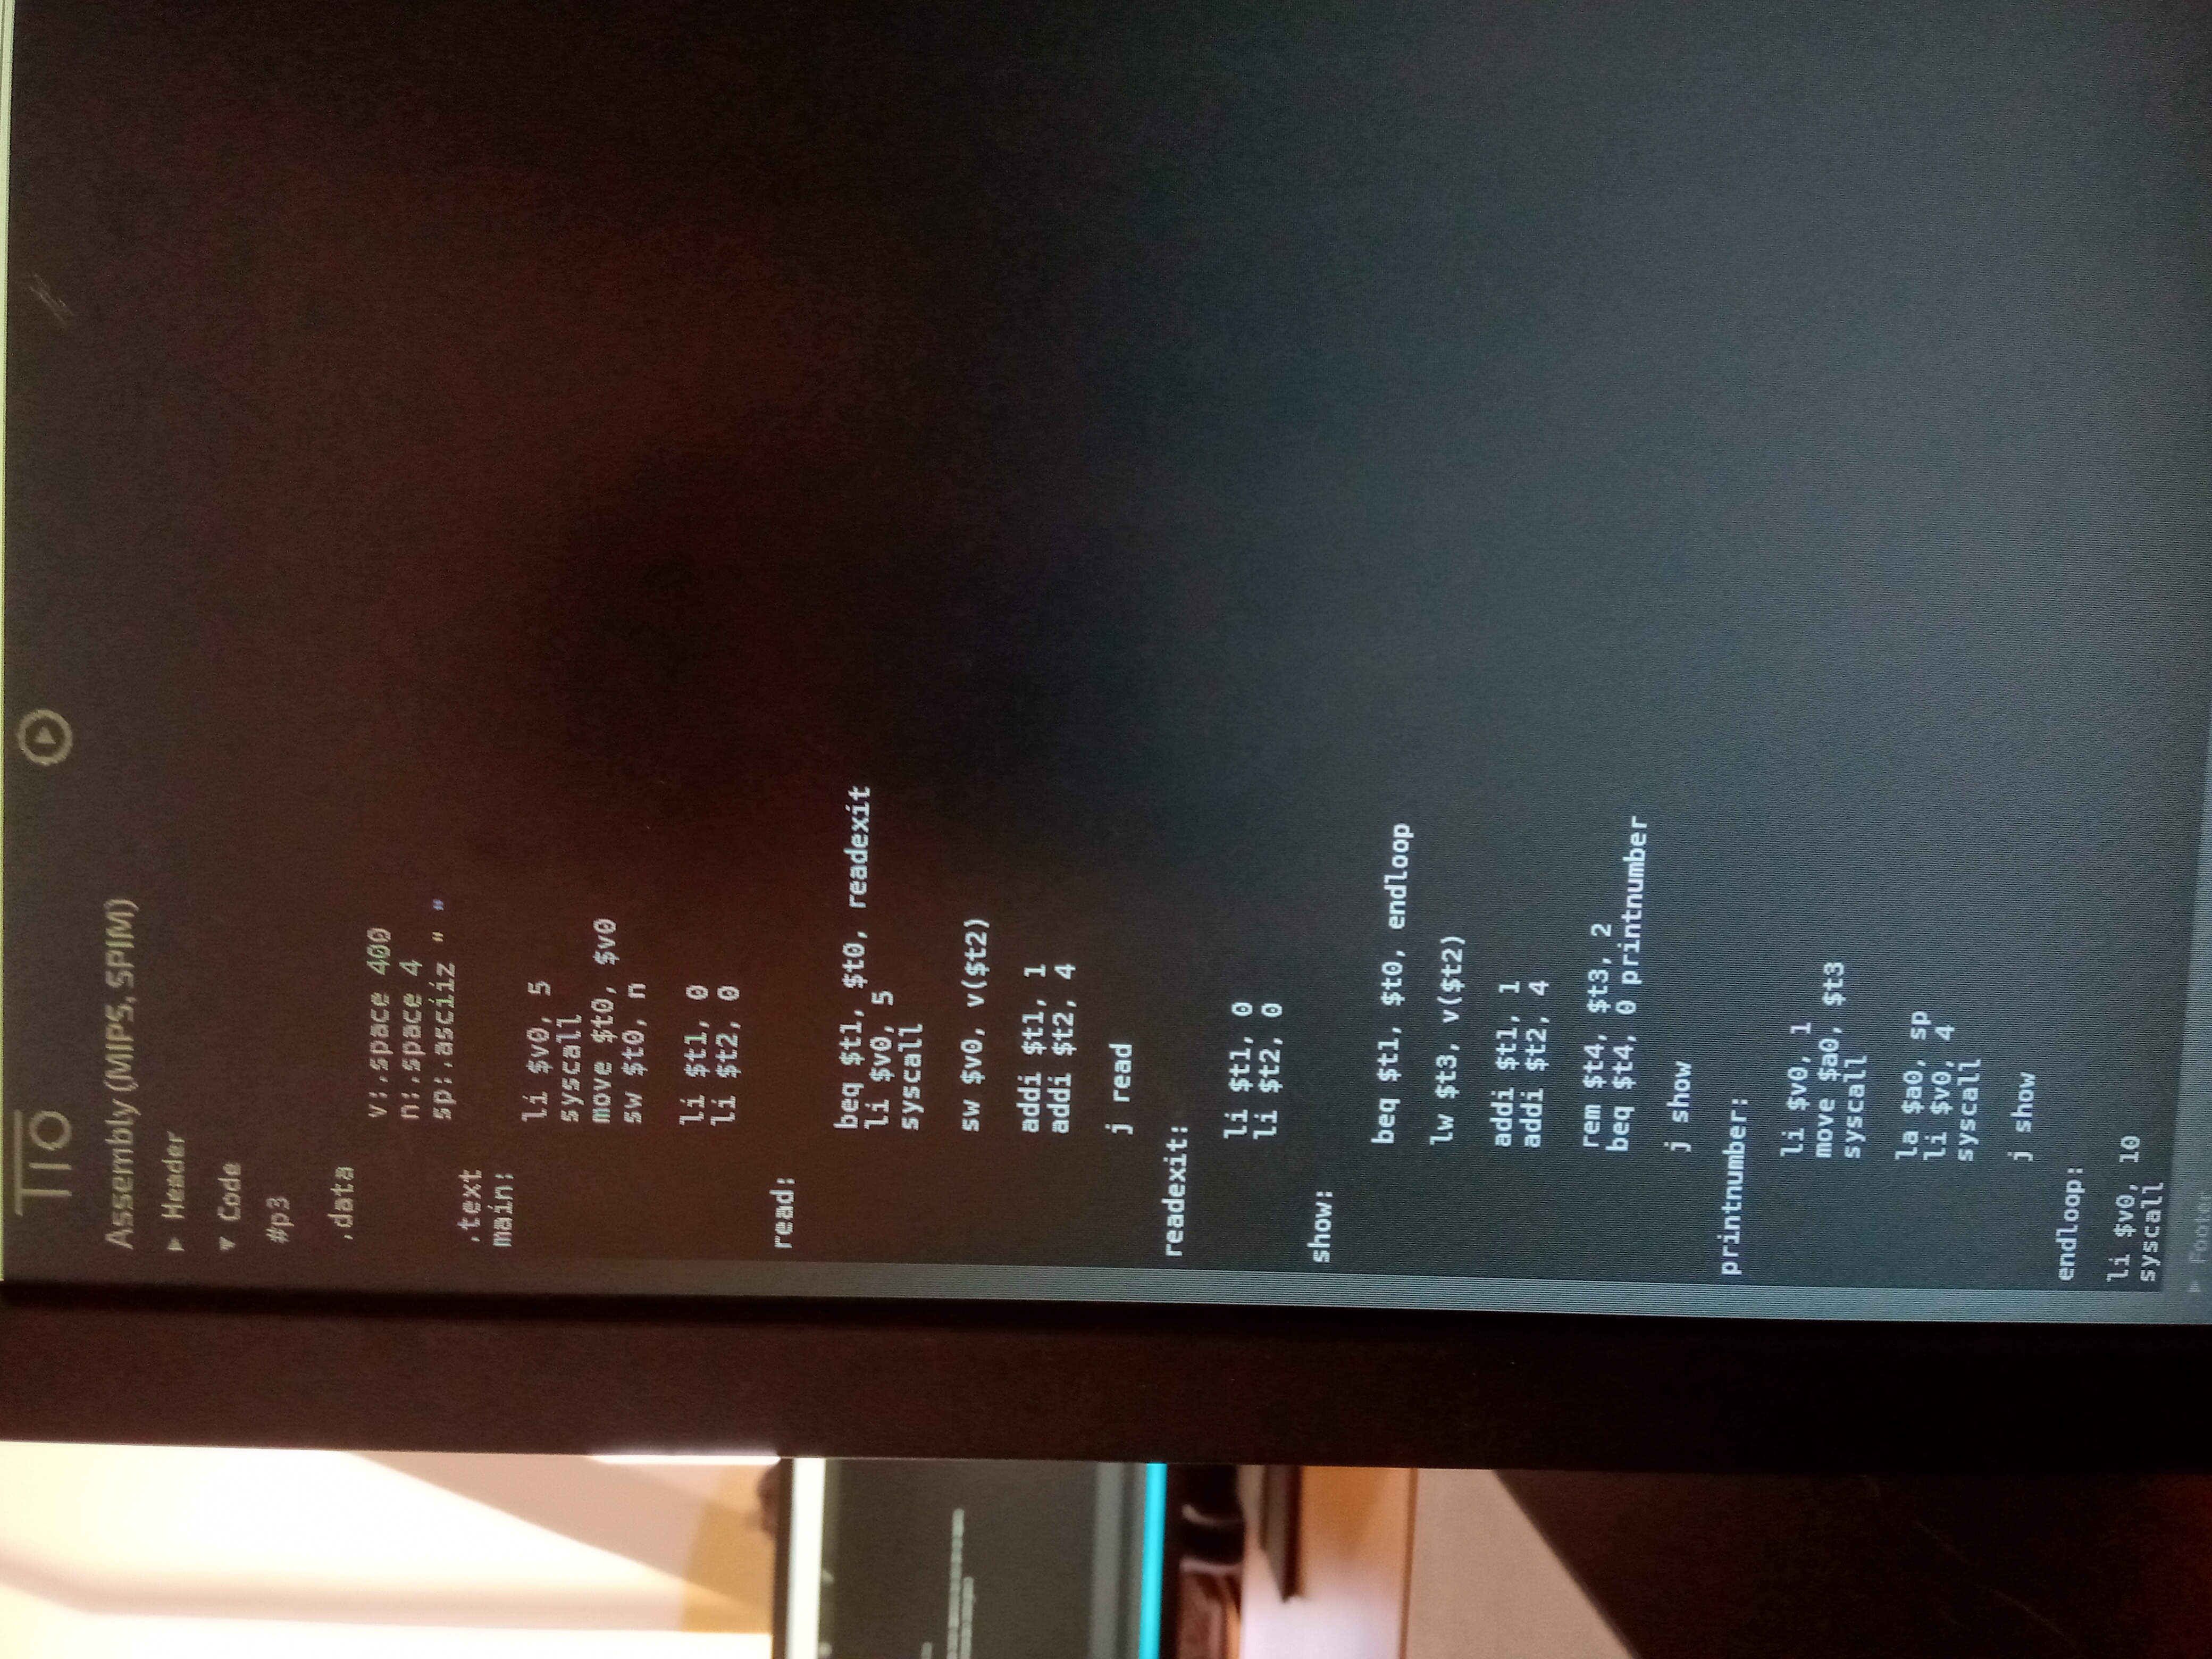 TIO
Assembly (MIPS, SPIM)
▶ Header
▼ Code
#p3
.data
v:.space 400
n:.space 4
sp:.asciiz " "
.text
main:
li $v0, 5
syscall
move $t0, $v0
sw $t0, n
li $t1, 0
li $t2, 0
read:
beq $t1, $t0, readexit
li $v0, 5
syscall
sw $v0, v($t2)
addi $t1, 1
addi $t2, 4
j read
readexit:
li $t1, 0
li $t2, 0
show:
beq $t1, $t0, endloop
lw $t3, v($t2)
addi $t1, 1
addi $t2, 4
rem $t4, $t3, 2
beq $t4, 0 printnumber
j show
printnumber:
li $v0, 1
move $a0, $t3
syscall
la $a0, sp
li $v0, 4
syscall
j show
endloop:
li $v0, 10
syscall
▶ Footer